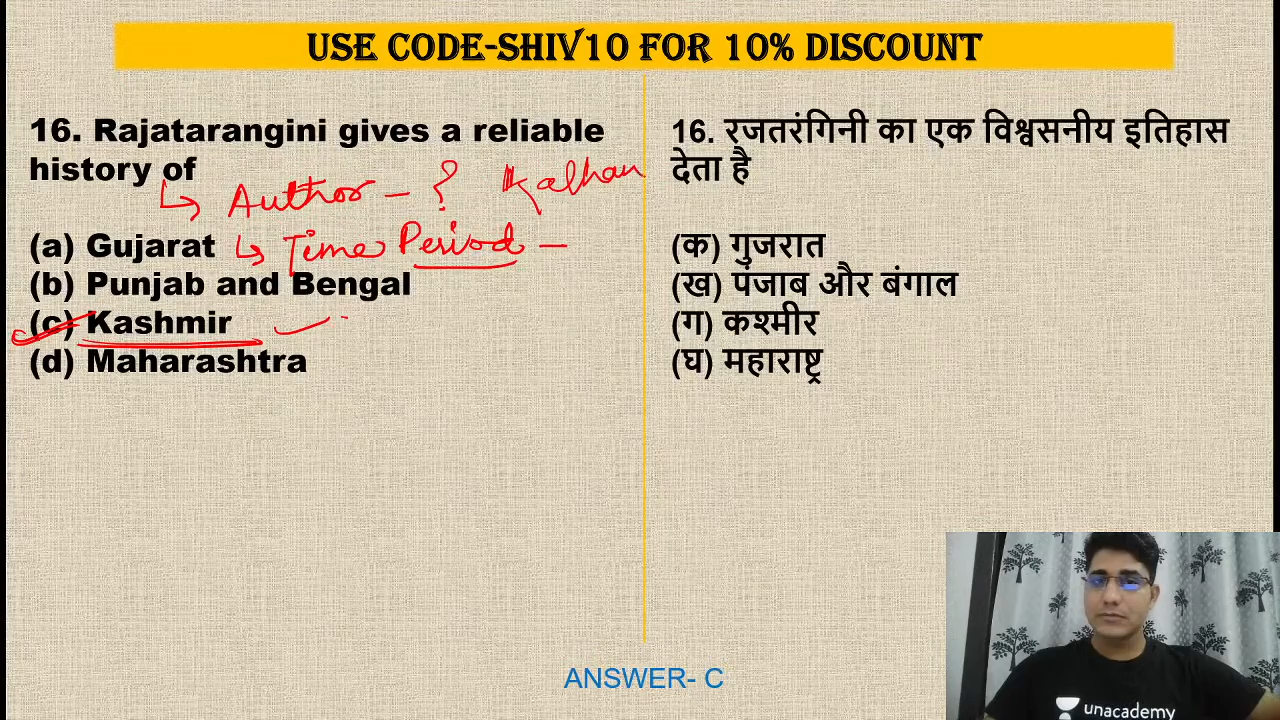 USE CODE-SHIV10 FOR 10% DISCOUNT
16. Rajatarangini gives a reliable
history of
↳ Author - ? Kalhan
(a) Gujarat
↳ Time Period -
(b) Punjab and Bengal
(c) Kashmir
(d) Maharashtra
16. रजतरंगिनी का एक विश्वसनीय इतिहास
देता है
(क) गुजरात
(ख) पंजाब और बंगाल
(ग) कश्मीर
(घ) महाराष्ट्र
ANSWER- C
unacademy